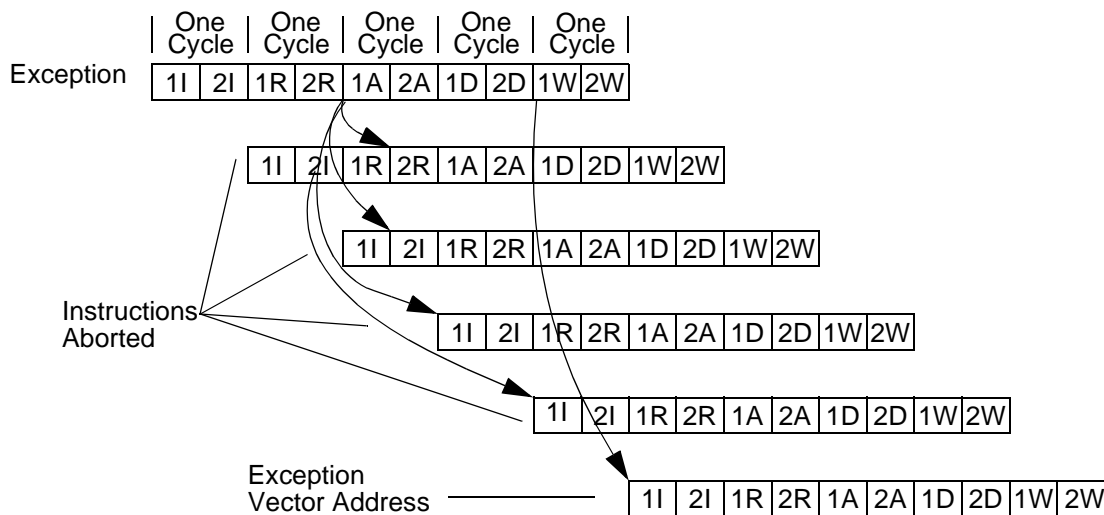 One One One One One
Cycle Cycle Cycle Cycle Cycle
Exception 1I 2I 1R 2R 1A 2A 1D 2D 1W 2W
1I 2I 1R 2R 1A 2A 1D 2D 1W 2W
1I 2I 1R 2R 1A 2A 1D 2D 1W 2W
Instructions
Aborted
1I 2I 1R 2R 1A 2A 1D 2D 1W 2W
1I 2I 1R 2R 1A 2A 1D 2D 1W 2W
Exception
Vector Address
1I 2I 1R 2R 1A 2A 1D 2D 1W 2W